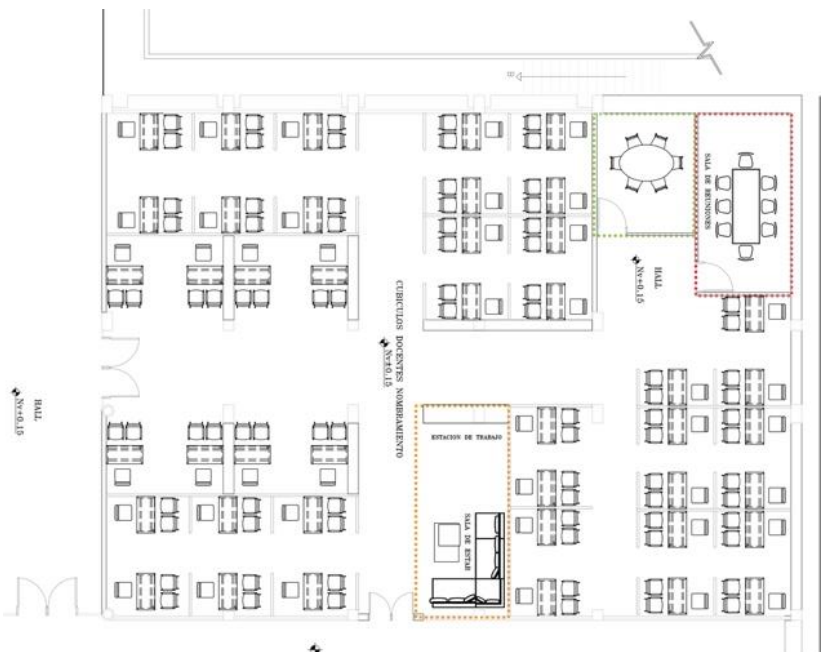 SALA DE REUNIONES
HALL
Nv+0.15
CUBICULOS DOCENTES NOMBRAMIENTO
Nv±0.15
HALL
Nv+0.15
ESTACION DE TRABAJO
SALA DE ESTAR